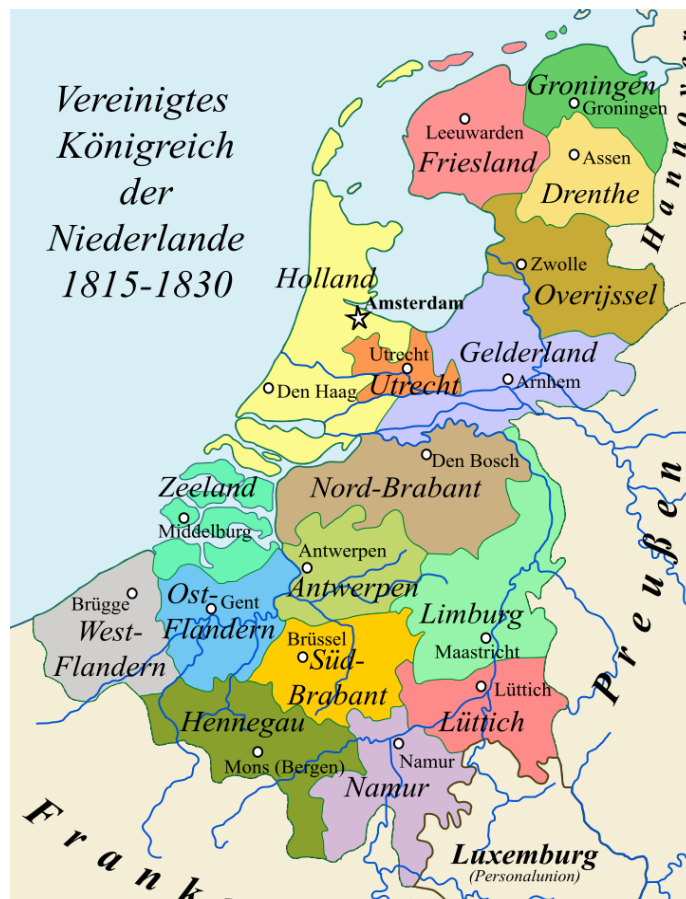 Vereinigtes
Königreich
der
Niederlande
1815-1830
Groningen
Groningen
Leeuwarden
Friesland
Assen
Drenthe
Hannover
Zwolle
Overijssel
Holland
Amsterdam
Utrecht
Utrecht
Gelderland
Arnhem
Den Haag
Den Bosch
Nord-Brabant
Zeeland
Middelburg
Preußen
Antwerpen
Antwerpen
Brügge
West-
Flandern
Ost-
Gent
Flandern
Limburg
Maastricht
Brüssel
Süd-
Brabant
Lüttich
Lüttich
Hennegau
Mons (Bergen)
Namur
Namur
Frank
Luxemburg
(Personalunion)